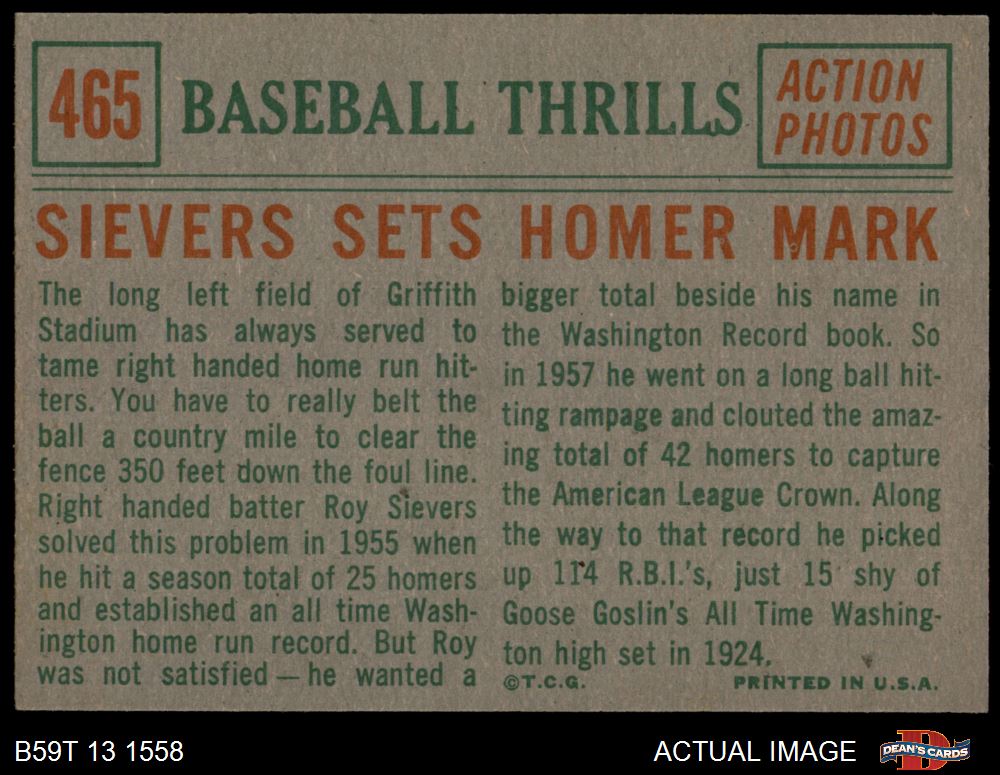 465
BASEBALL THRILLS
ACTION
PHOTOS
SIEVERS SETS HOMER MARK
The long left field of Griffith
Stadium has always served to
tame right handed home run hit-
ters. You have to really belt the
ball a country mile to clear the
fence 350 feet down the foul line.
Right handed batter Roy Sievers
solved this problem in 1955 when
he hit a season total of 25 homers
and established an all time Wash-
ington home run record. But Roy
was not satisfied — he wanted a
bigger total beside his name in
the Washington Record book. So
in 1957 he went on a long ball hit-
ting rampage and clouted the amaz-
ing total of 42 homers to capture
the American League Crown. Along
the way to that record he picked
up 114 R.B.I.'s, just 15 shy of
Goose Goslin's All Time Washing-
ton high set in 1924.
©T.C.G. PRINTED IN U.S.A.
B59T 13 1558
ACTUAL IMAGE
D
DEAN'S CARDS